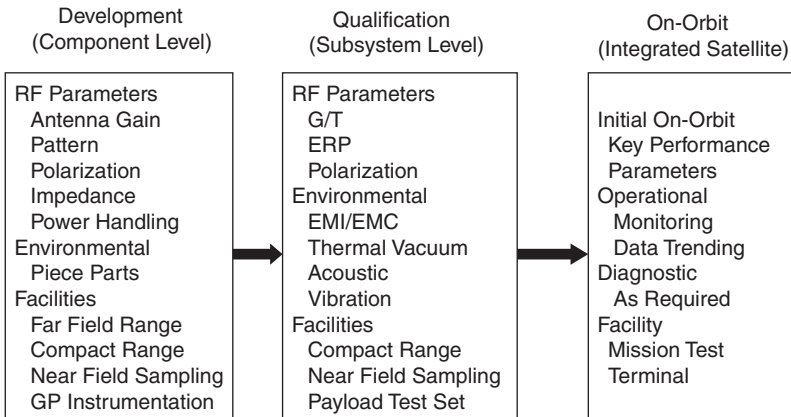 Development
(Component Level)
RF Parameters
Antenna Gain
Pattern
Polarization
Impedance
Power Handling
Environmental
Piece Parts
Facilities
Far Field Range
Compact Range
Near Field Sampling
GP Instrumentation
Qualification
(Subsystem Level)
RF Parameters
G/T
ERP
Polarization
Environmental
EMI/EMC
Thermal Vacuum
Acoustic
Vibration
Facilities
Compact Range
Near Field Sampling
Payload Test Set
On-Orbit
(Integrated Satellite)
Initial On-Orbit
Key Performance
Parameters
Operational
Monitoring
Data Trending
Diagnostic
As Required
Facility
Mission Test
Terminal